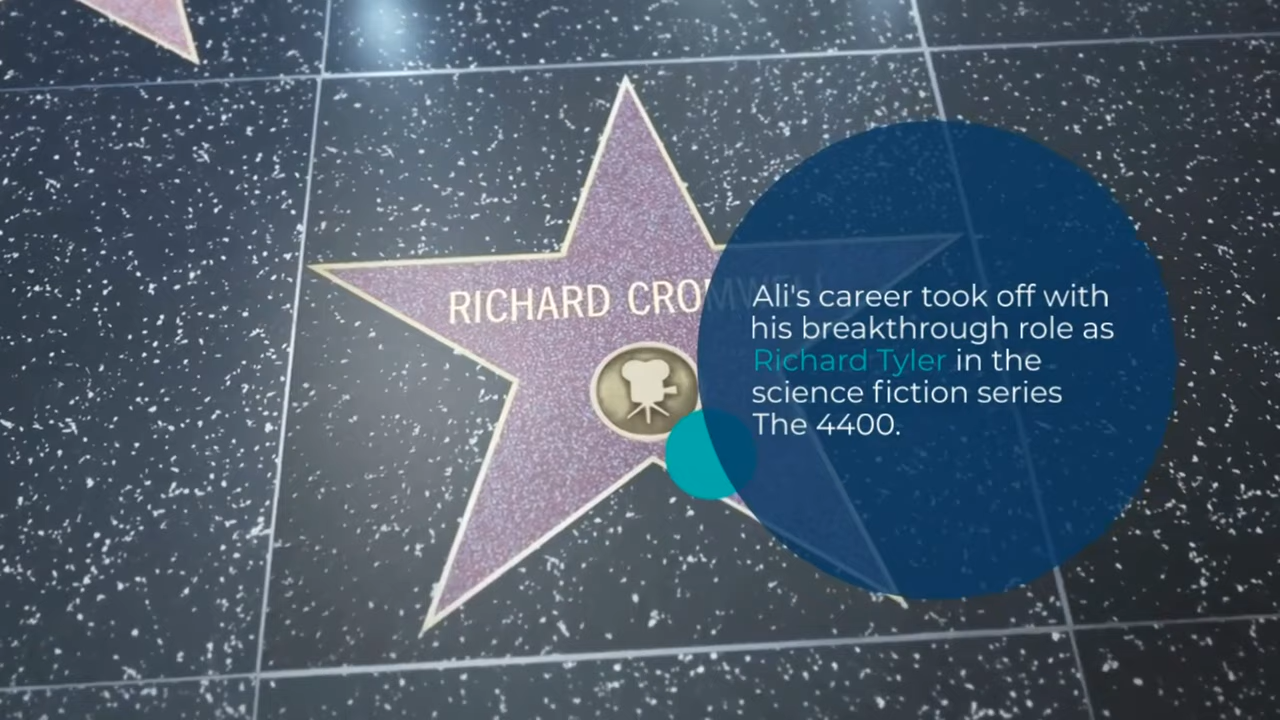 RICHARD CROMWELL
Ali's career took off with
his breakthrough role as
Richard Tyler in the
science fiction series
The 4400.